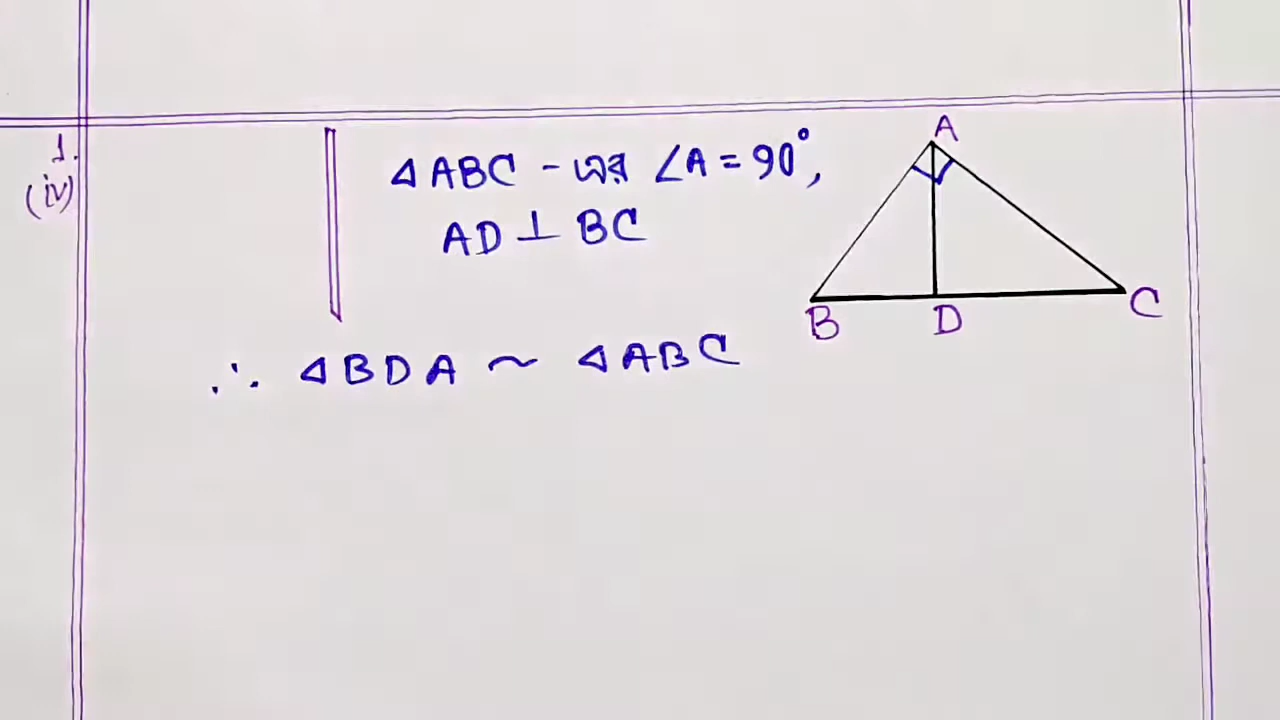 1.
(iv)
△ABC - এর ∠A = 90°,
AD ⊥ BC
A
B
D
C
∴ △BDA ~ △ABC